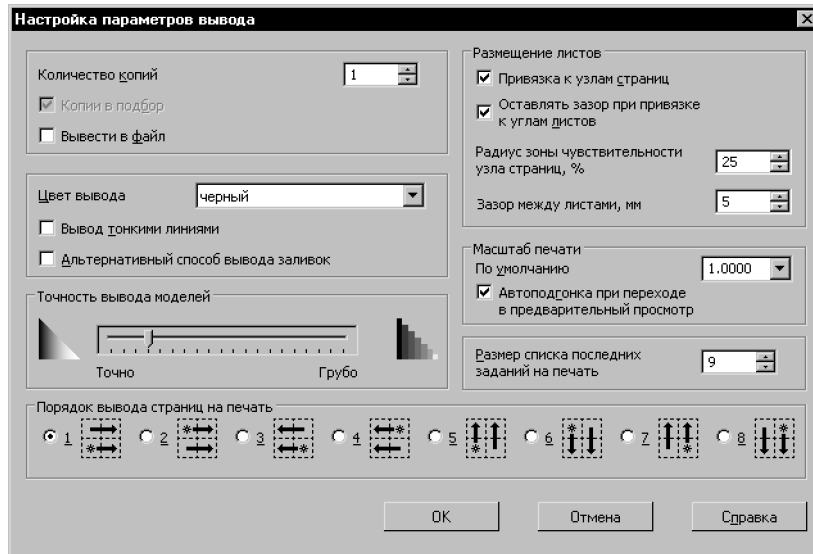 Настройка параметров вывода
Количество копий 1
Копии в подбор
Вывести в файл
Цвет вывода черный
Вывод тонкими линиями
Альтернативный способ вывода заливок
Точность вывода моделей
Точно Грубо
Размещение листов
Привязка к узлам страниц
Оставлять зазор при привязке
к углам листов
Радиус зоны чувствительности
узла страниц, % 25
Зазор между листами, мм 5
Масштаб печати
По умолчанию 1.0000
Автоподгонка при переходе
в предварительный просмотр
Размер списка последних
заданий на печать 9
Порядок вывода страниц на печать
1 2 3 4 5 6 7 8
OK Отмена Справка